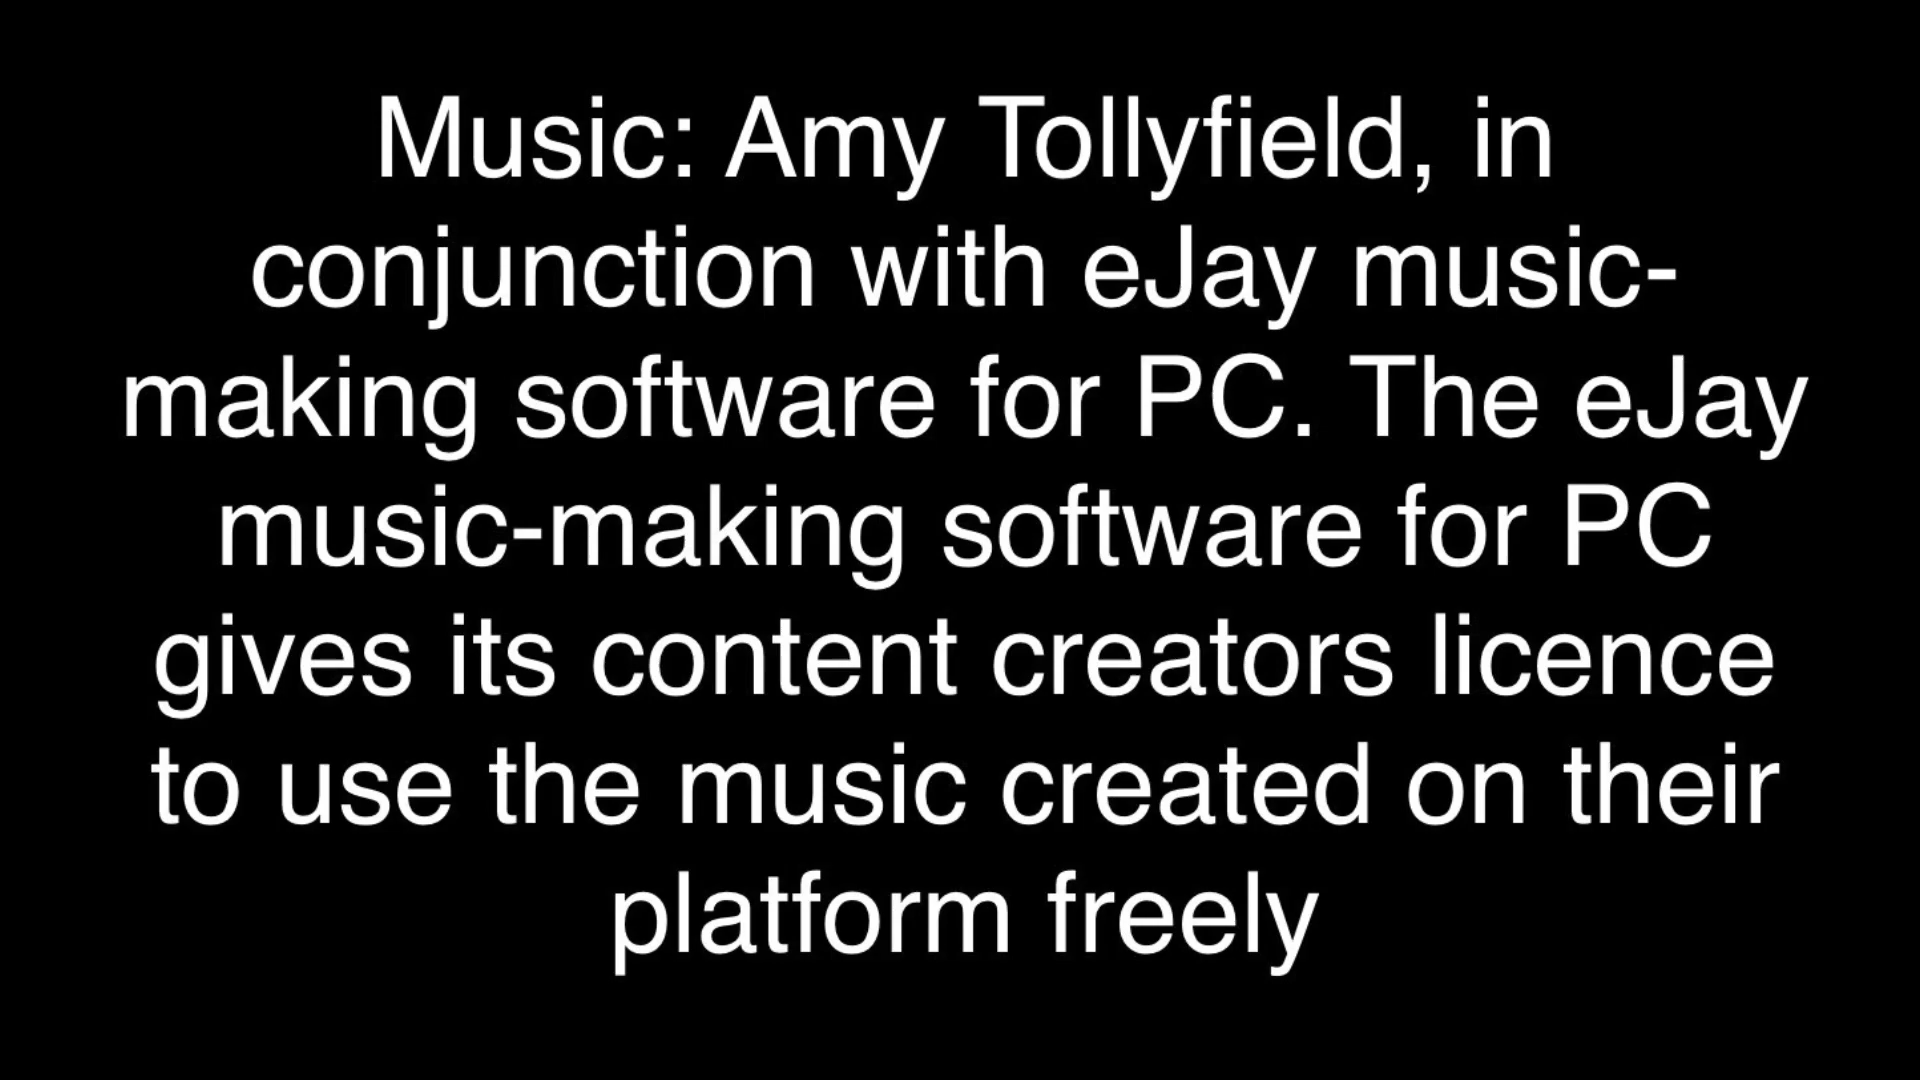 Music: Amy Tollyfield, in
conjunction with eJay music-
making software for PC. The eJay
music-making software for PC
gives its content creators licence
to use the music created on their
platform freely